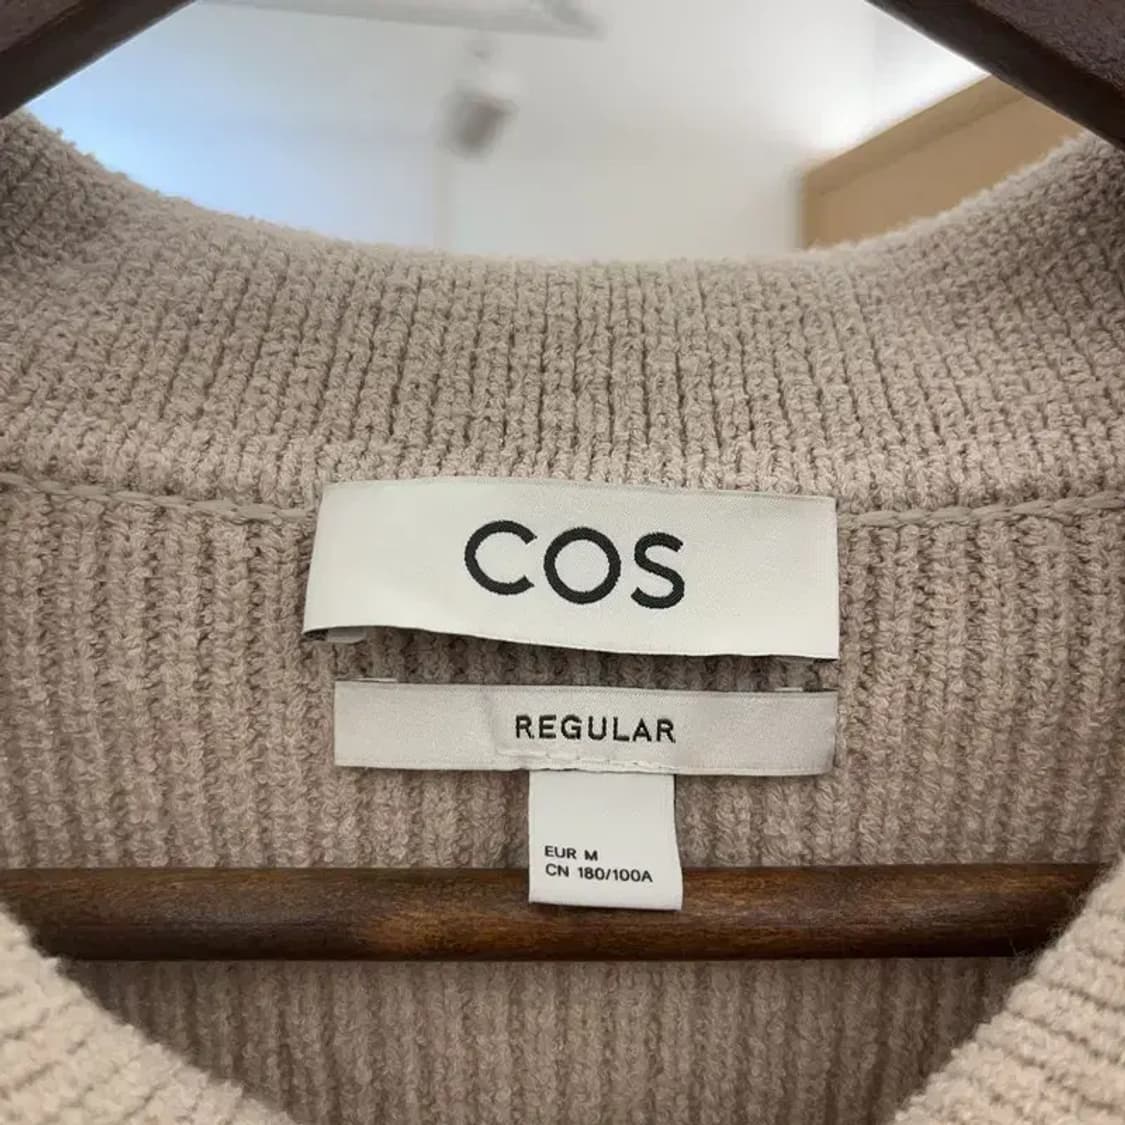 COS
REGULAR
EUR M
CN 180/100A